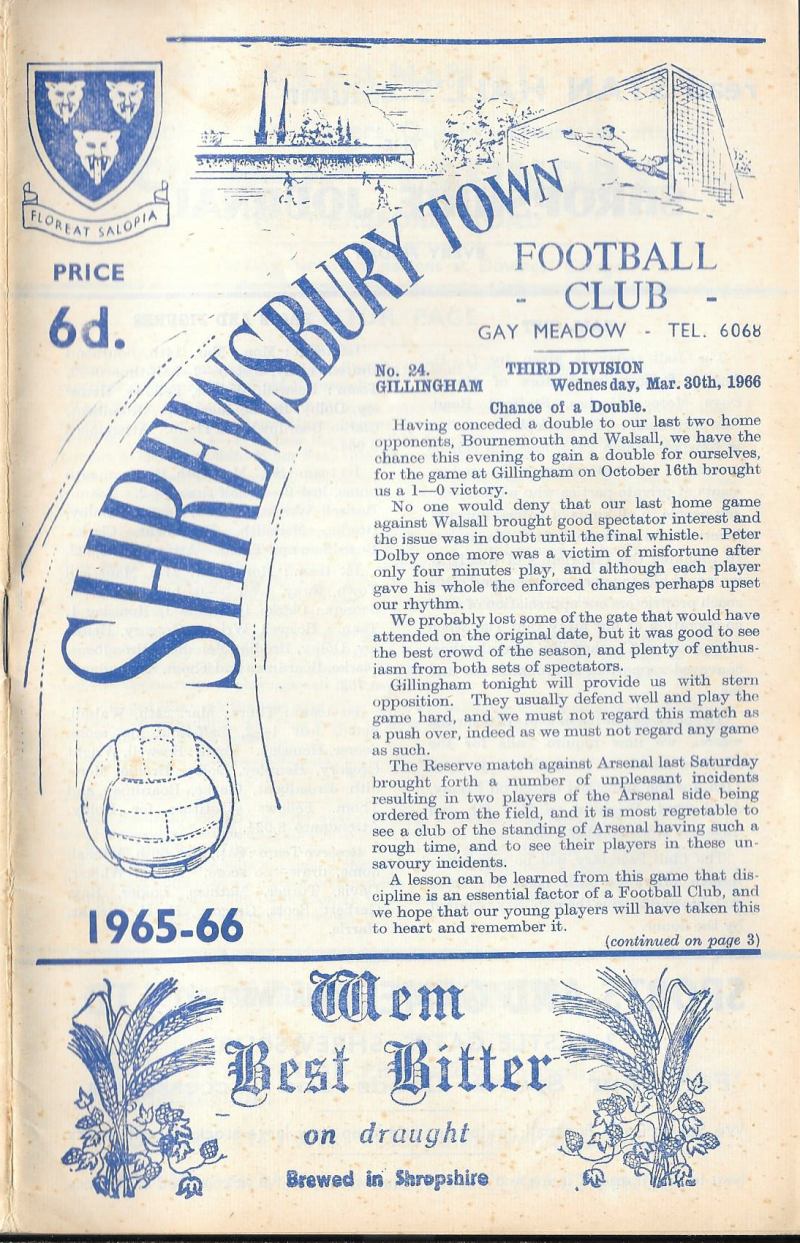 FLOREAT SALOPIA
PRICE
6d.
SHREWSBURY TOWN
FOOTBALL
- CLUB -
GAY MEADOW - TEL. 6068
No. 24. THIRD DIVISION
GILLINGHAM Wednesday, Mar. 30th, 1966
Chance of a Double.
Having conceded a double to our last two home
opponents, Bournemouth and Walsall, we have the
chance this evening to gain a double for ourselves,
for the game at Gillingham on October 16th brought
us a 1—0 victory.
No one would deny that our last home game
against Walsall brought good spectator interest and
the issue was in doubt until the final whistle. Peter
Dolby once more was a victim of misfortune after
only four minutes play, and although each player
gave his whole the enforced changes perhaps upset
our rhythm.
We probably lost some of the gate that would have
attended on the original date, but it was good to see
the best crowd of the season, and plenty of enthus-
iasm from both sets of spectators.
Gillingham tonight will provide us with stern
opposition. They usually defend well and play the
game hard, and we must not regard this match as
a push over, indeed as we must not regard any game
as such.
The Reserve match against Arsenal last Saturday
brought forth a number of unpleasant incidents
resulting in two players of the Arsenal side being
ordered from the field, and it is most regrettable to
see a club of the standing of Arsenal having such a
rough time, and to see their players in these un-
savoury incidents.
A lesson can be learned from this game that dis-
cipline is an essential factor of a Football Club, and
we hope that our young players will have taken this
to heart and remember it.
(continued on page 3)
1965-66
Wem
Best Bitter
on draught
Brewed in Shropshire